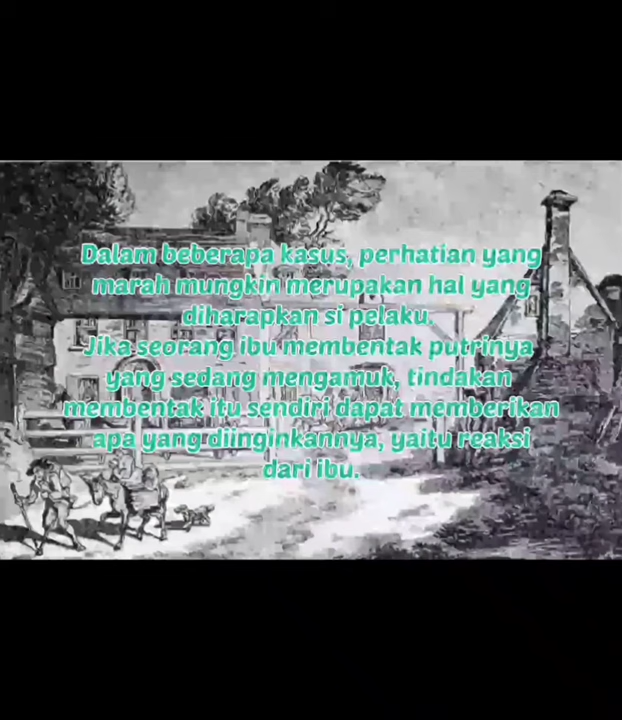 Dalam beberapa kasus, perhatian yang
marah mungkin merupakan hal yang
diharapkan si pelaku.
Jika seorang ibu membentak putrinya
yang sedang mengamuk, tindakan
membentak itu sendiri dapat memberikan
apa yang diinginkannya, yaitu reaksi
dari ibu.